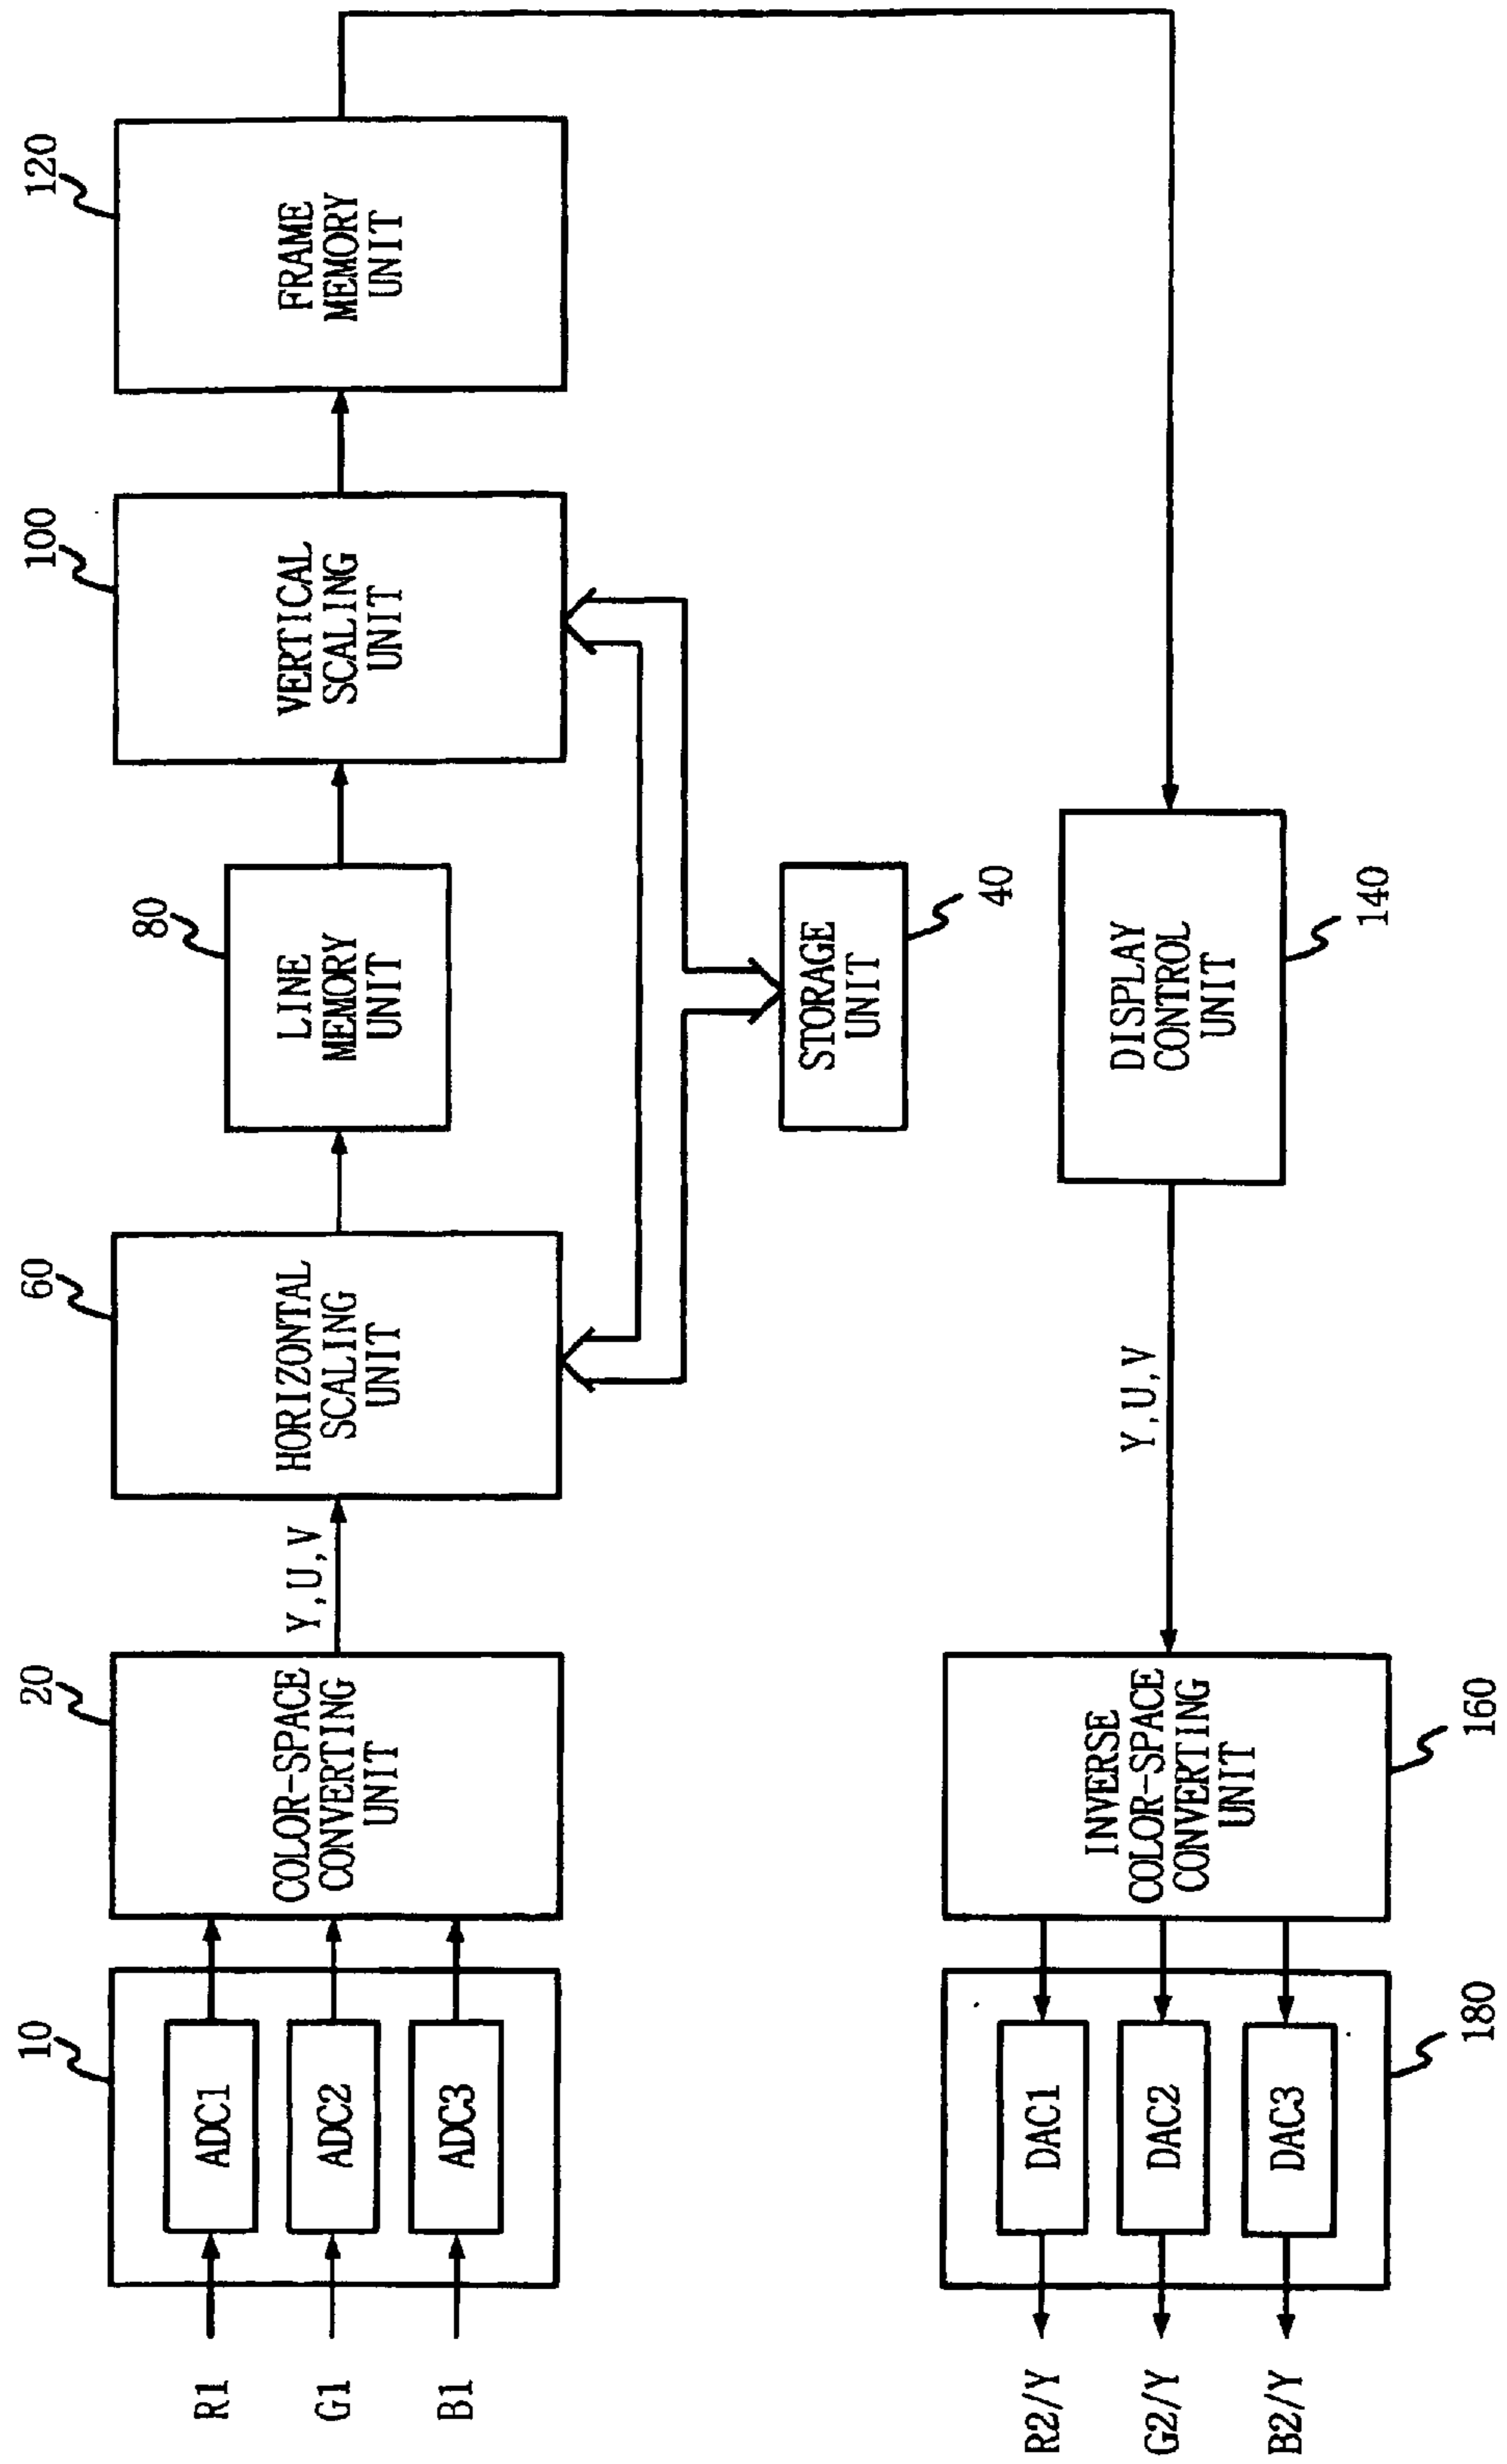 10
20
60
80
100
120
R1
G1
B1
ADC1
ADC2
ADC3
COLOR-SPACE
CONVERTING
UNIT
Y,U,V
HORIZONTAL
SCALING
UNIT
LINE
MEMORY
UNIT
VERTICAL
SCALING
UNIT
FRAME
MEMORY
UNIT
STORAGE
UNIT
40
R2/Y
G2/Y
B2/Y
DAC1
DAC2
DAC3
INVERSE
COLOR-SPACE
CONVERTING
UNIT
Y,U,V
DISPLAY
CONTROL
UNIT
180
160
140